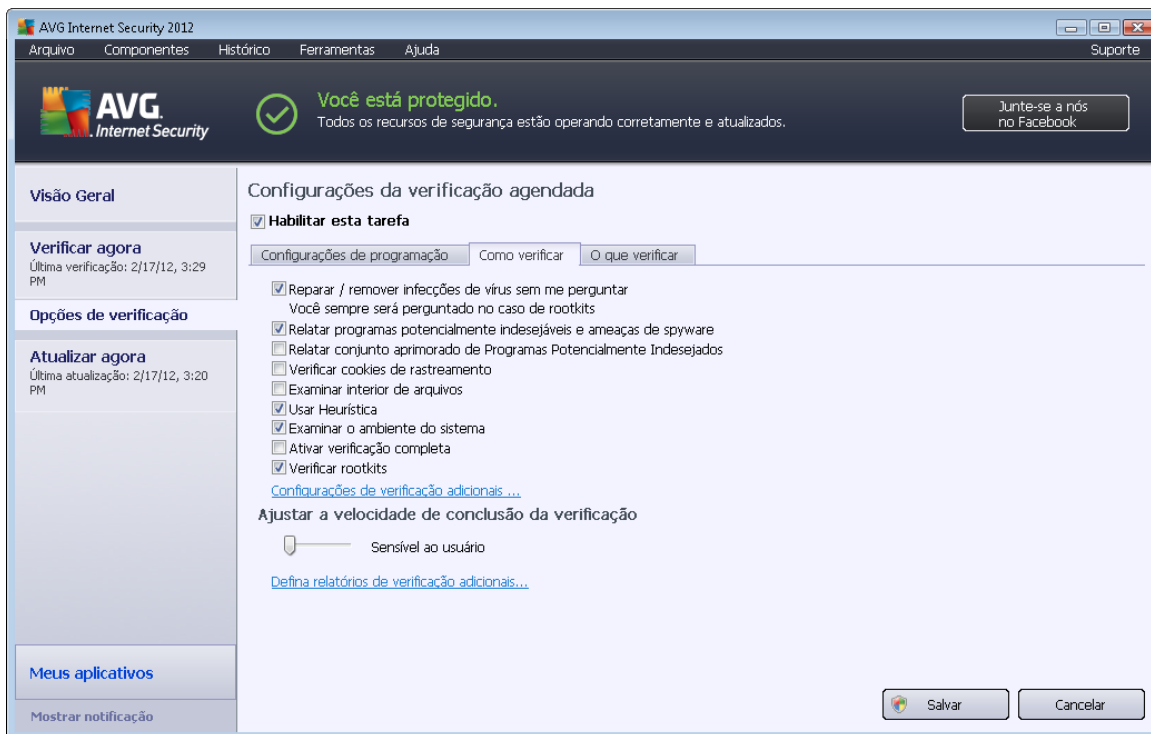 AVG Internet Security 2012
Arquivo Componentes Histórico Ferramentas Ajuda Suporte
AVG.
Internet Security
Você está protegido.
Todos os recursos de segurança estão operando corretamente e atualizados.
Junte-se a nós
no Facebook
Visão Geral
Verificar agora
Última verificação: 2/17/12, 3:29
PM
Opções de verificação
Atualizar agora
Última atualização: 2/17/12, 3:20
PM
Meus aplicativos
Mostrar notificação
Configurações da verificação agendada
Habilitar esta tarefa
Configurações de programação Como verificar O que verificar
Reparar / remover infecções de vírus sem me perguntar
Você sempre será perguntado no caso de rootkits
Relatar programas potencialmente indesejáveis e ameaças de spyware
Relatar conjunto aprimorado de Programas Potencialmente Indesejados
Verificar cookies de rastreamento
Examinar interior de arquivos
Usar Heurística
Examinar o ambiente do sistema
Ativar verificação completa
Verificar rootkits
Configurações de verificação adicionais ...
Ajustar a velocidade de conclusão da verificação
Sensível ao usuário
Defina relatórios de verificação adicionais...
Salvar Cancelar